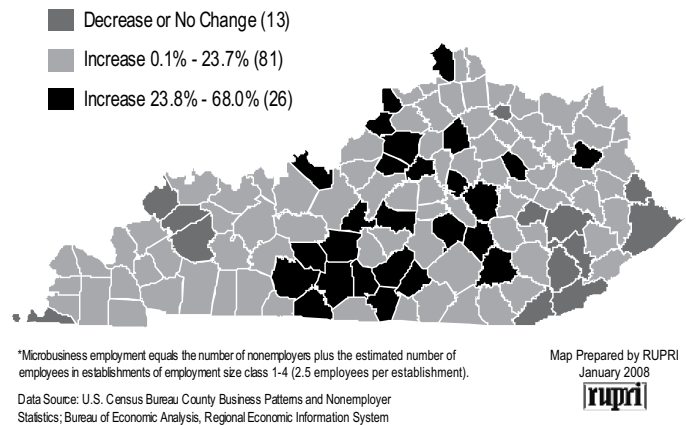 Decrease or No Change (13)
Increase 0.1% - 23.7% (81)
Increase 23.8% - 68.0% (26)
*Microbusiness employment equals the number of nonemployers plus the estimated number of
employees in establishments of employment size class 1-4 (2.5 employees per establishment).
Data Source: U.S. Census Bureau County Business Patterns and Nonemployer
Statistics; Bureau of Economic Analysis, Regional Economic Information System
Map Prepared by RUPRI
January 2008
rupri